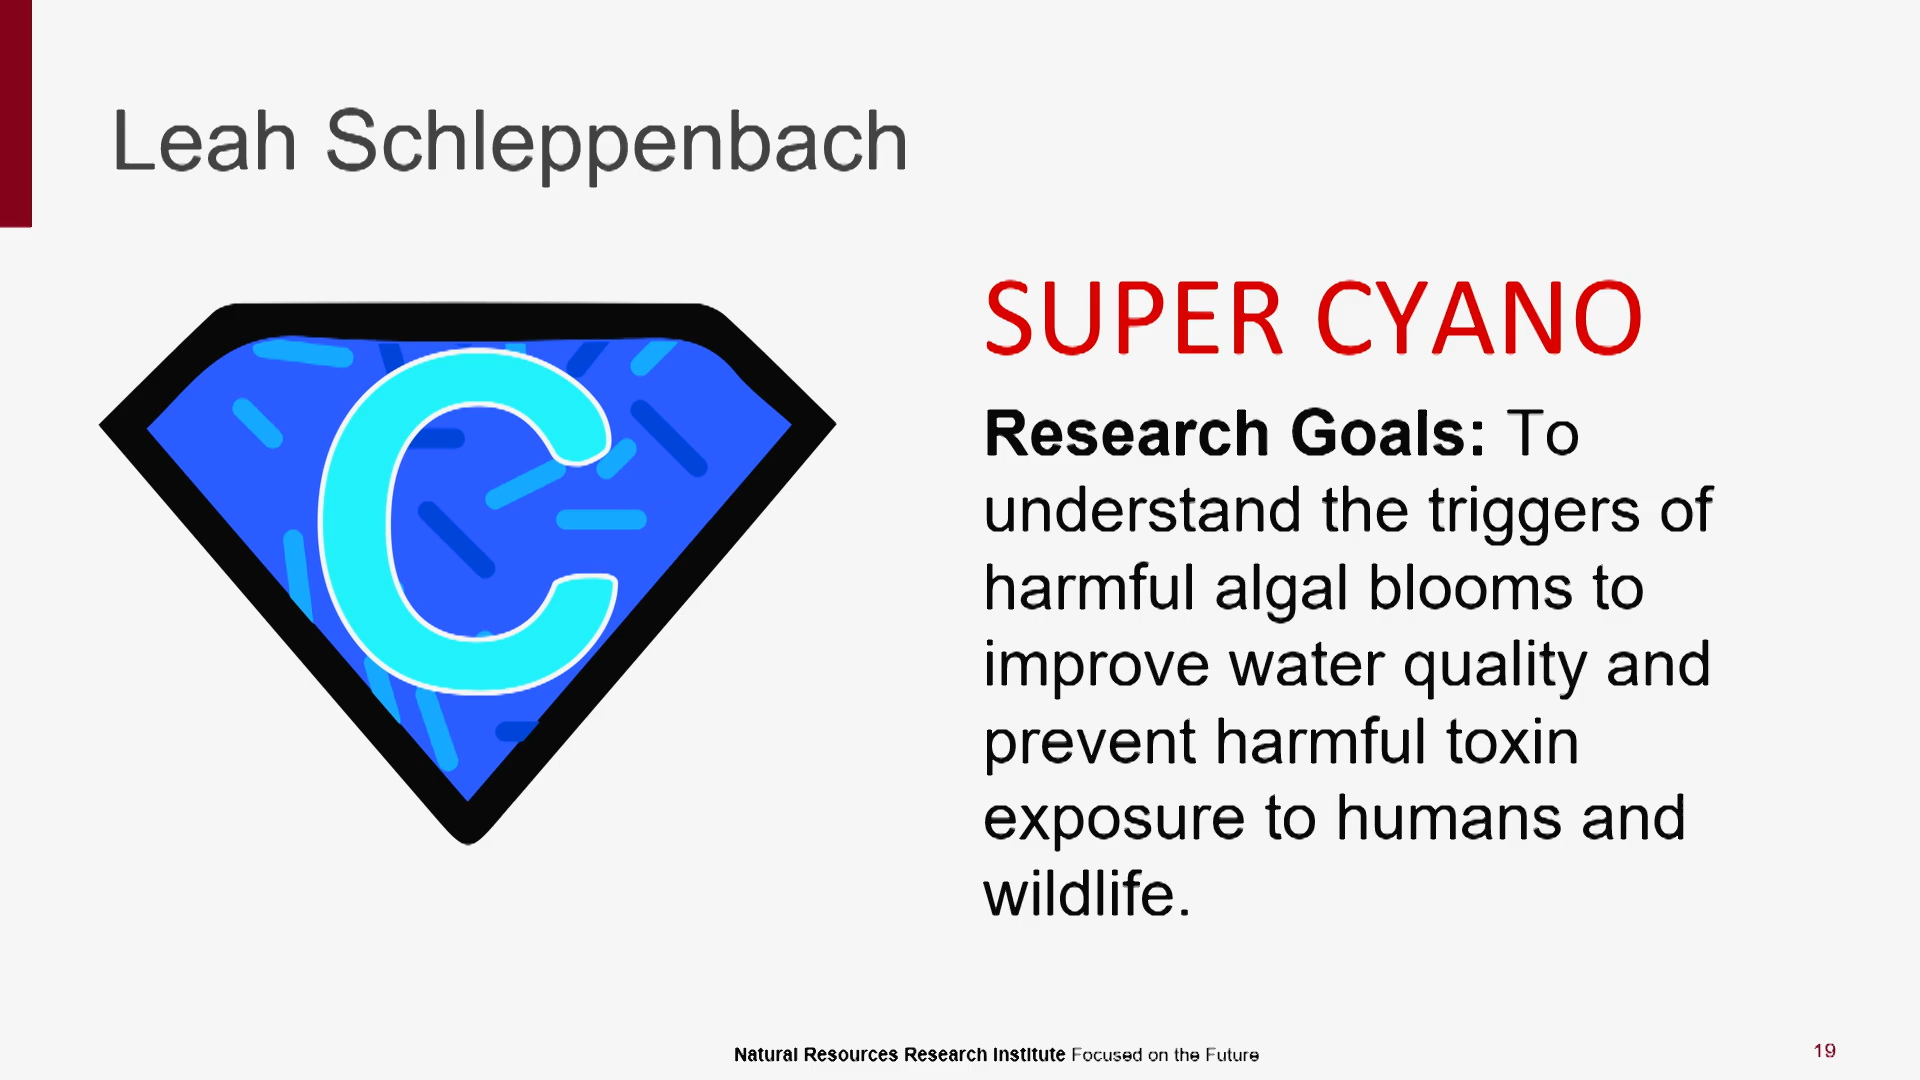 Leah Schleppenbach
C
SUPER CYANO
Research Goals: To
understand the triggers of
harmful algal blooms to
improve water quality and
prevent harmful toxin
exposure to humans and
wildlife.
Natural Resources Research Institute Focused on the Future
19